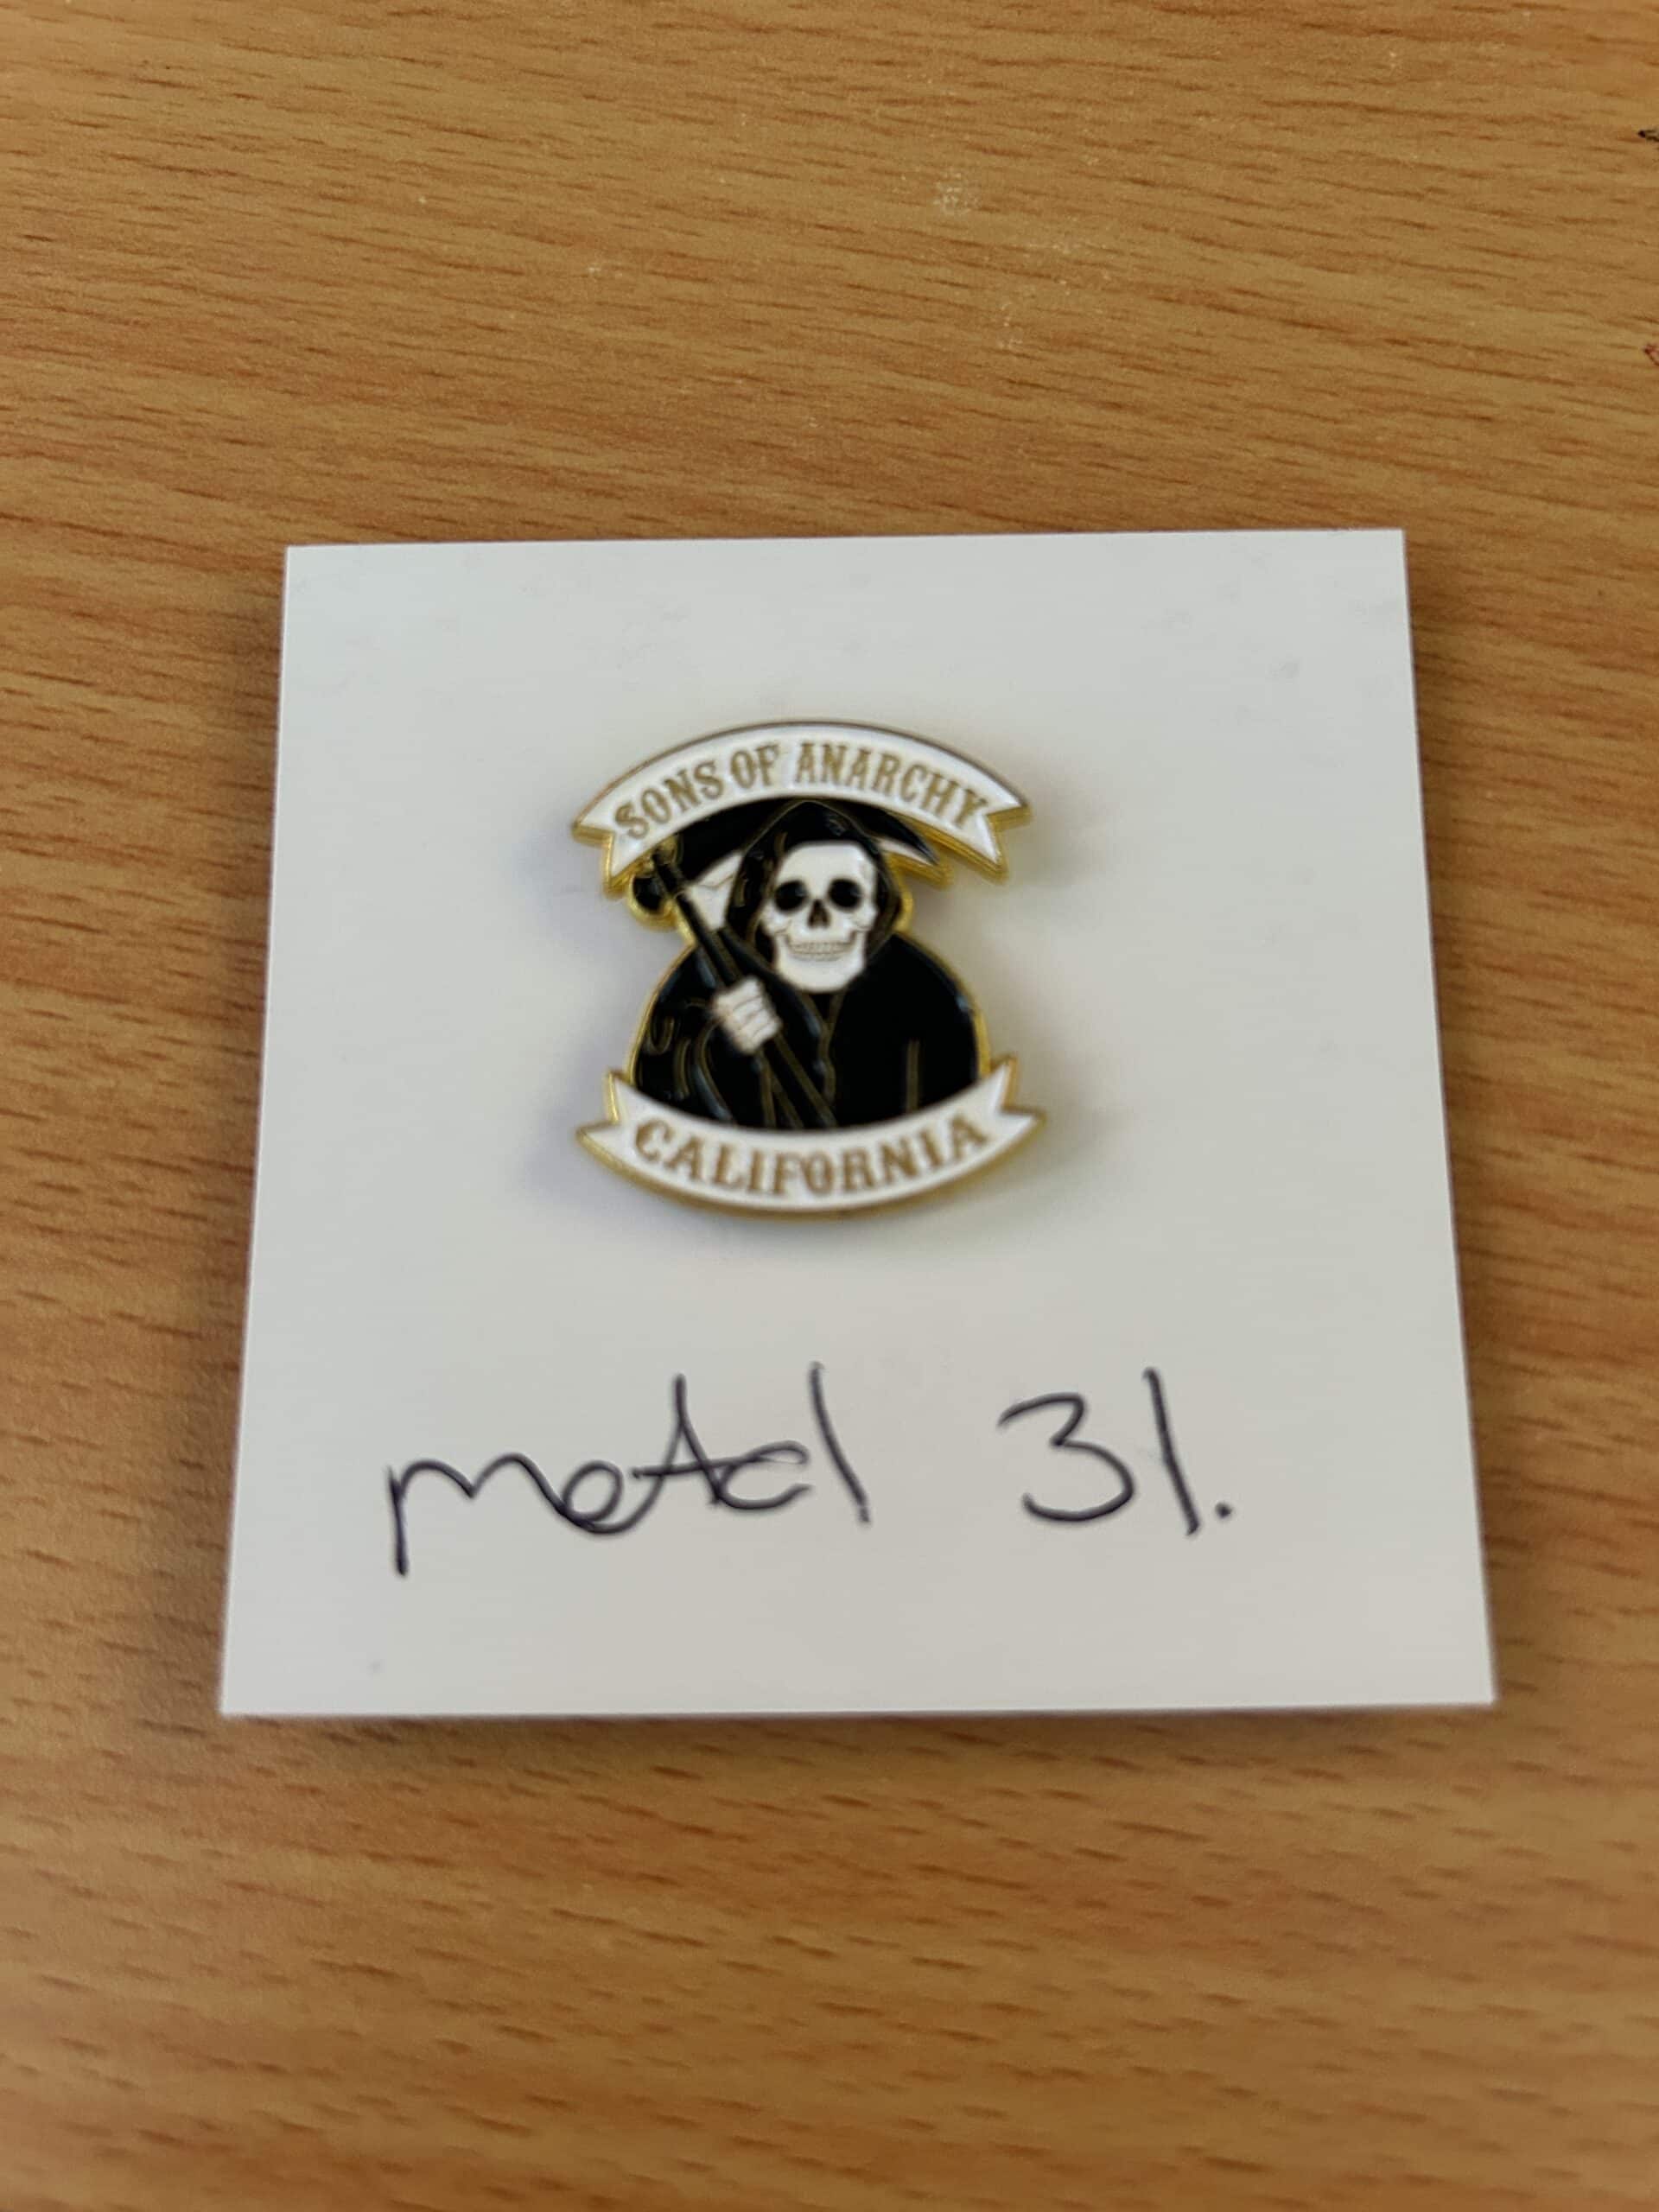 SONS OF ANARCHY
CALIFORNIA
metal 31.